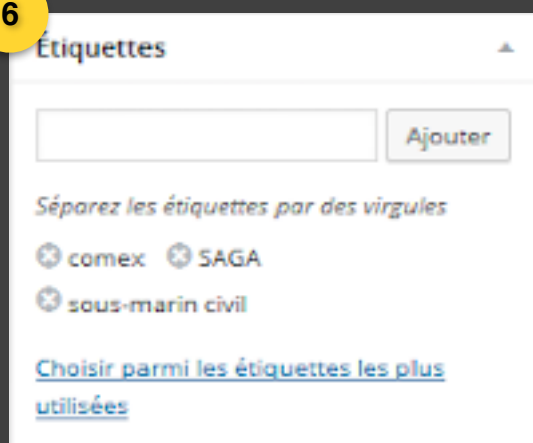 6
Étiquettes
Ajouter
Séparez les étiquettes par des virgules
comex SAGA
sous-marin civil
Choisir parmi les étiquettes les plus
utilisées